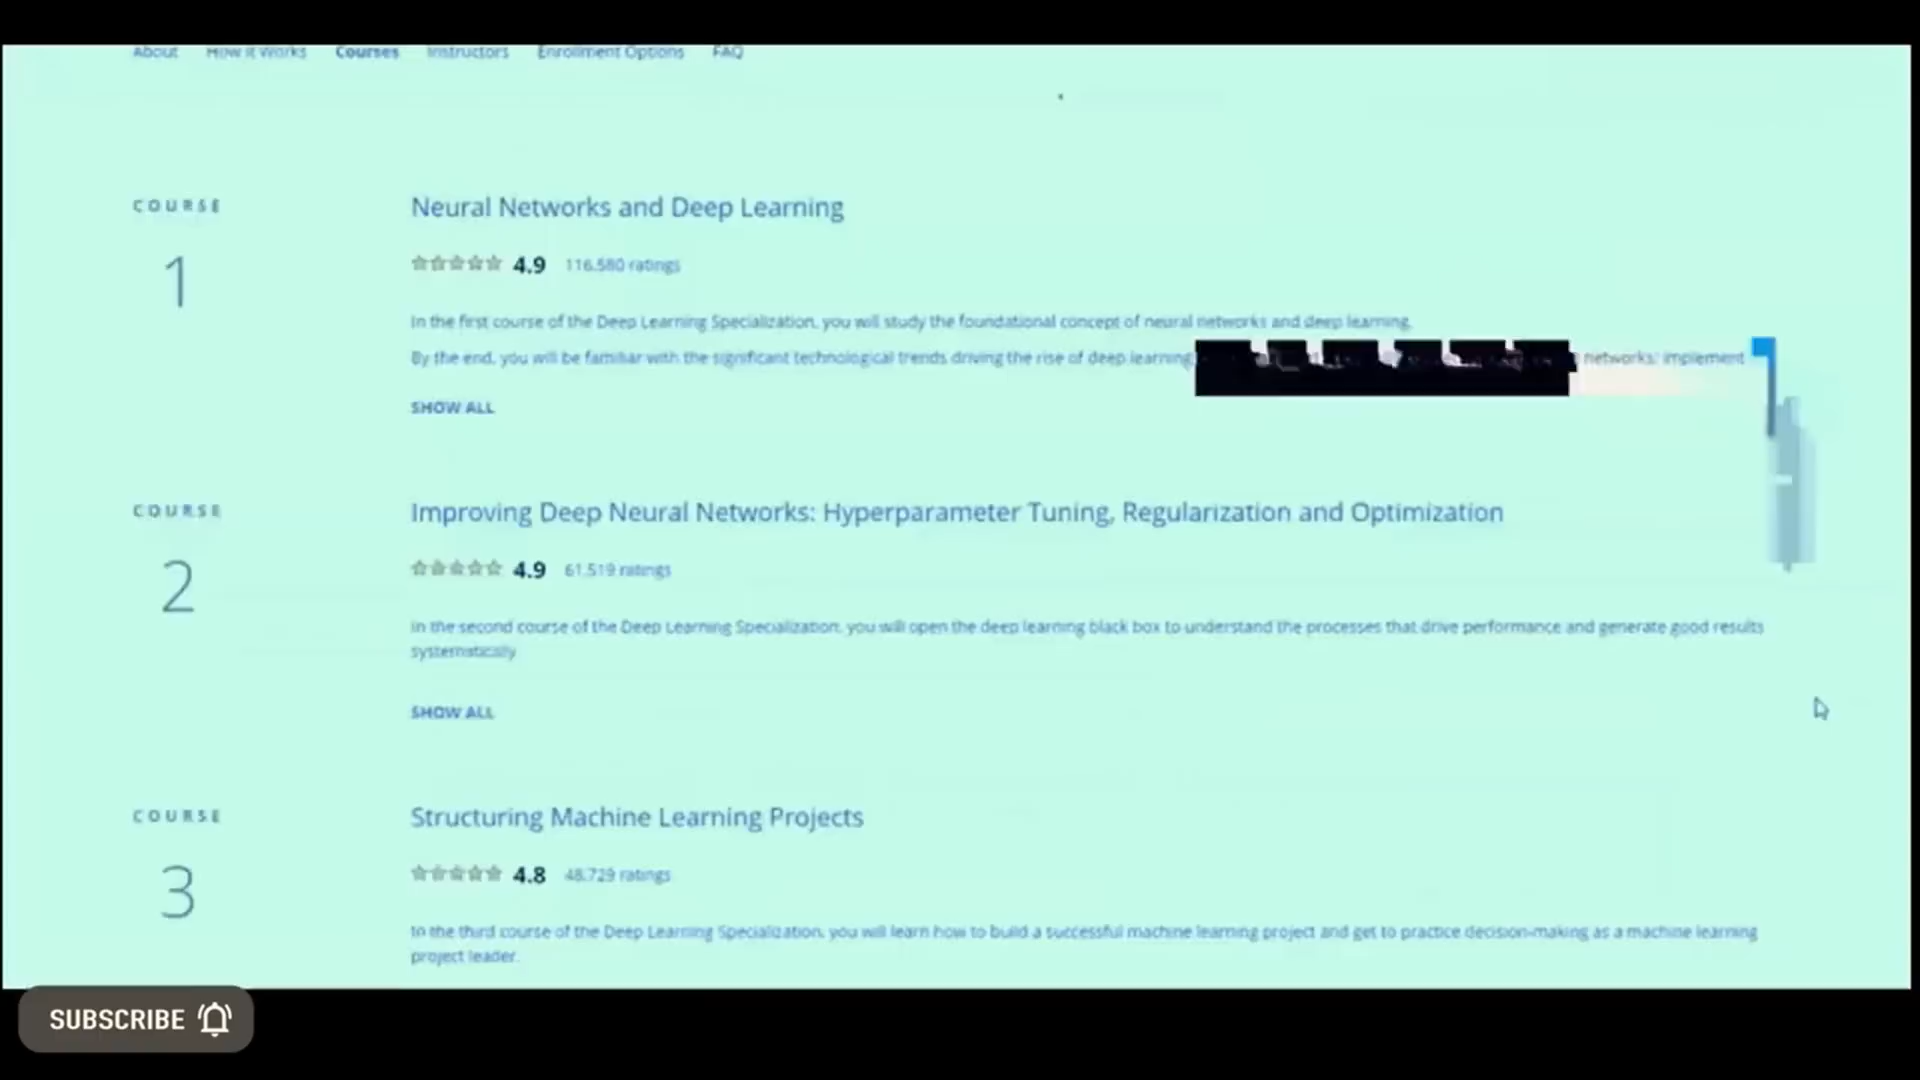 About How it Works Courses Instructors Enrollment Options FAQ
COURSE
1
Neural Networks and Deep Learning
4.9 116,580 ratings
In the first course of the Deep Learning Specialization, you will study the foundational concept of neural networks and deep learning.
By the end, you will be familiar with the significant technological trends driving the rise of deep learning networks; implement
SHOW ALL
COURSE
2
Improving Deep Neural Networks: Hyperparameter Tuning, Regularization and Optimization
4.9 61,519 ratings
In the second course of the Deep Learning Specialization, you will open the deep learning black box to understand the processes that drive performance and generate good results
systematically
SHOW ALL
COURSE
3
Structuring Machine Learning Projects
4.8 48,729 ratings
In the third course of the Deep Learning Specialization, you will learn how to build a successful machine learning project and get to practice decision-making as a machine learning
project leader.
SUBSCRIBE